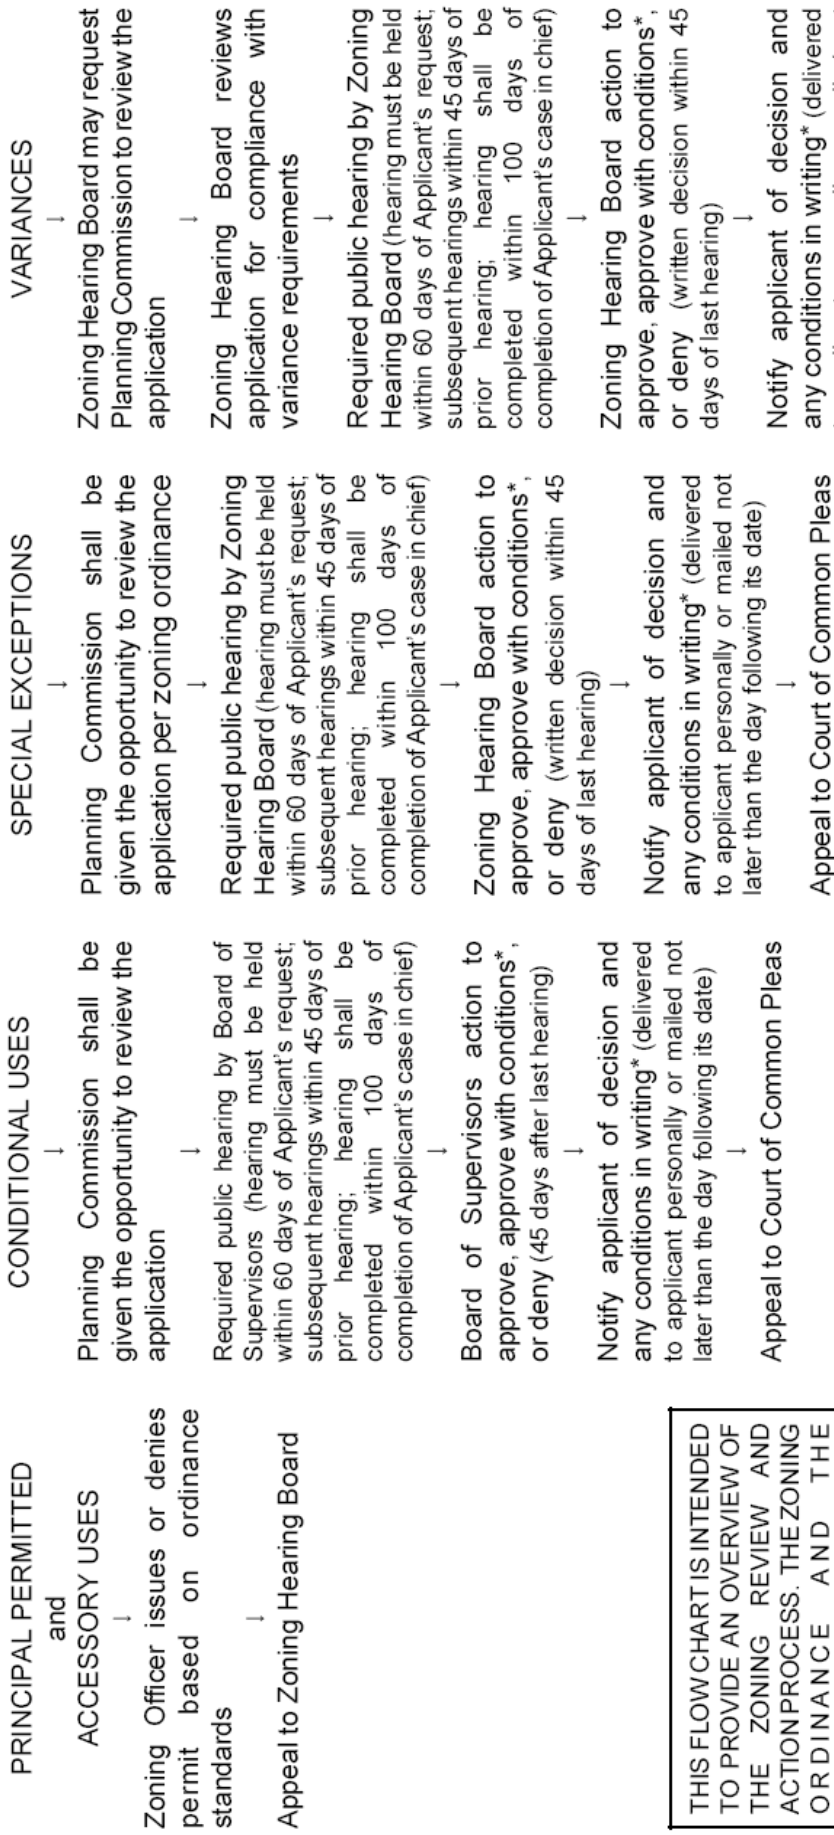 PRINCIPAL PERMITTED
and
ACCESSORY USES
↓
Zoning Officer issues or denies
permit based on ordinance
standards
↓
Appeal to Zoning Hearing Board
THIS FLOW CHART IS INTENDED
TO PROVIDE AN OVERVIEW OF
THE ZONING REVIEW AND
ACTION PROCESS. THE ZONING
ORDINANCE AND THE
CONDITIONAL USES
↓
Planning Commission shall be
given the opportunity to review the
application
↓
Required public hearing by Board of
Supervisors (hearing must be held
within 60 days of Applicant's request;
subsequent hearings within 45 days of
prior hearing; hearing shall be
completed within 100 days of
completion of Applicant's case in chief)
↓
Board of Supervisors action to
approve, approve with conditions*,
or deny (45 days after last hearing)
↓
Notify applicant of decision and
any conditions in writing* (delivered
to applicant personally or mailed not
later than the day following its date)
↓
Appeal to Court of Common Pleas
SPECIAL EXCEPTIONS
↓
Planning Commission shall be
given the opportunity to review the
application per zoning ordinance
↓
Required public hearing by Zoning
Hearing Board (hearing must be held
within 60 days of Applicant's request;
subsequent hearings within 45 days of
prior hearing; hearing shall be
completed within 100 days of
completion of Applicant's case in chief)
↓
Zoning Hearing Board action to
approve, approve with conditions*,
or deny (written decision within 45
days of last hearing)
↓
Notify applicant of decision and
any conditions in writing* (delivered
to applicant personally or mailed not
later than the day following its date)
↓
Appeal to Court of Common Pleas
VARIANCES
↓
Zoning Hearing Board may request
Planning Commission to review the
application
↓
Zoning Hearing Board reviews
application for compliance with
variance requirements
↓
Required public hearing by Zoning
Hearing Board (hearing must be held
within 60 days of Applicant's request;
subsequent hearings within 45 days of
prior hearing; hearing shall be
completed within 100 days of
completion of Applicant's case in chief)
↓
Zoning Hearing Board action to
approve, approve with conditions*,
or deny (written decision within 45
days of last hearing)
↓
Notify applicant of decision and
any conditions in writing* (delivered